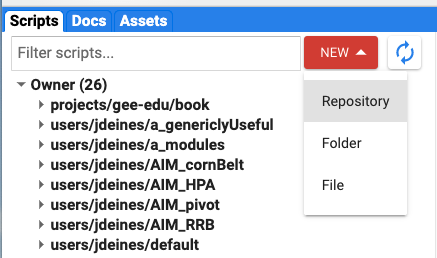 Scripts Docs Assets
Filter scripts... NEW
Owner (26)
projects/gee-edu/book
users/jdeines/a_genericlyUseful
users/jdeines/a_modules
users/jdeines/AIM_cornBelt
users/jdeines/AIM_HPA
users/jdeines/AIM_pivot
users/jdeines/AIM_RRB
users/jdeines/default
Repository
Folder
File